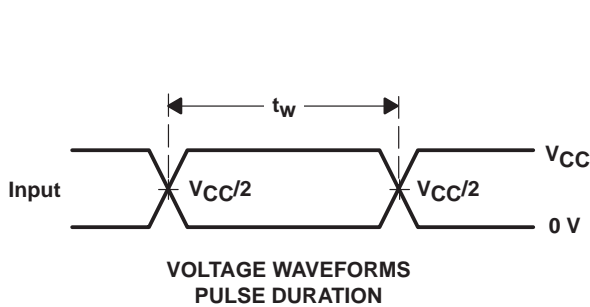 tw
VCC
Input
VCC/2
VCC/2
0 V
VOLTAGE WAVEFORMS
PULSE DURATION